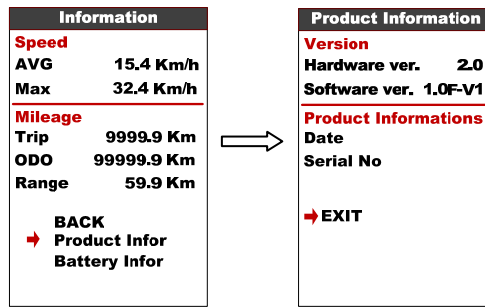 Information
Speed
AVG 15.4 Km/h
Max 32.4 Km/h
Mileage
Trip 9999.9 Km
ODO 99999.9 Km
Range 59.9 Km
BACK
Product Infor
Battery Infor
Product Information
Version
Hardware ver. 2.0
Software ver. 1.0F-V1
Product Informations
Date
Serial No
EXIT